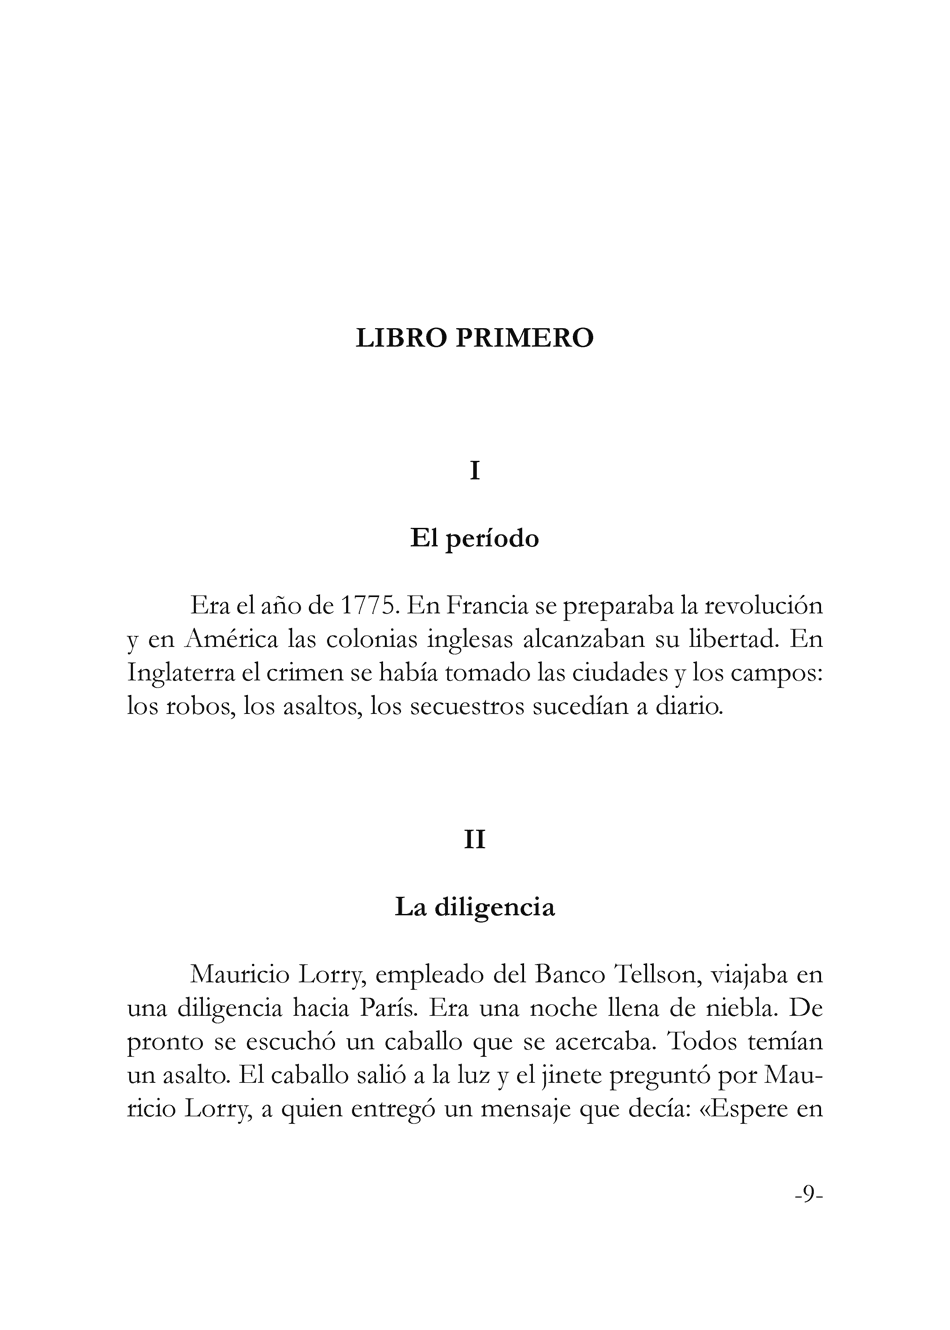 LIBRO PRIMERO
I
El período
Era el año de 1775. En Francia se preparaba la revolución
y en América las colonias inglesas alcanzaban su libertad. En
Inglaterra el crimen se había tomado las ciudades y los campos:
los robos, los asaltos, los secuestros sucedían a diario.
II
La diligencia
Mauricio Lorry, empleado del Banco Tellson, viajaba en
una diligencia hacia París. Era una noche llena de niebla. De
pronto se escuchó un caballo que se acercaba. Todos temían
un asalto. El caballo salió a la luz y el jinete preguntó por Mau-
ricio Lorry, a quien entregó un mensaje que decía: «Espere en
-9-